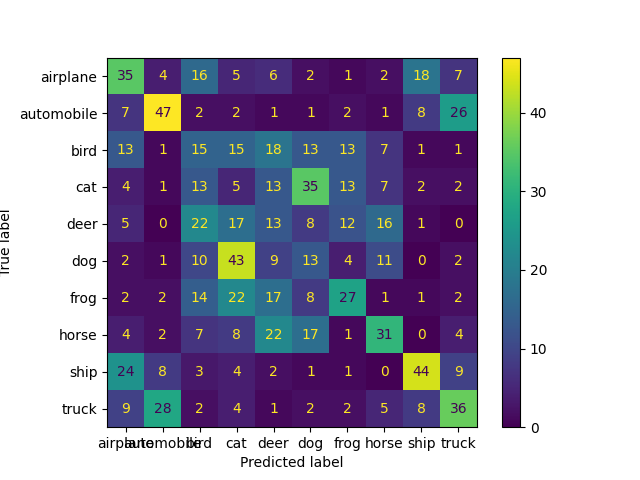 airplane 35 4 16 5 6 2 1 2 18 7
automobile 7 47 2 2 1 1 2 1 8 26
bird 13 1 15 15 18 13 13 7 1 1
cat 4 1 13 5 13 35 13 7 2 2
deer 5 0 22 17 13 8 12 16 1 0
dog 2 1 10 43 9 13 4 11 0 2
frog 2 2 14 22 17 8 27 1 1 2
horse 4 2 7 8 22 17 1 31 0 4
ship 24 8 3 4 2 1 1 0 44 9
truck 9 28 2 4 1 2 2 5 8 36
airplane automobile bird cat deer dog frog horse ship truck
Predicted label
True label
40
30
20
10
0